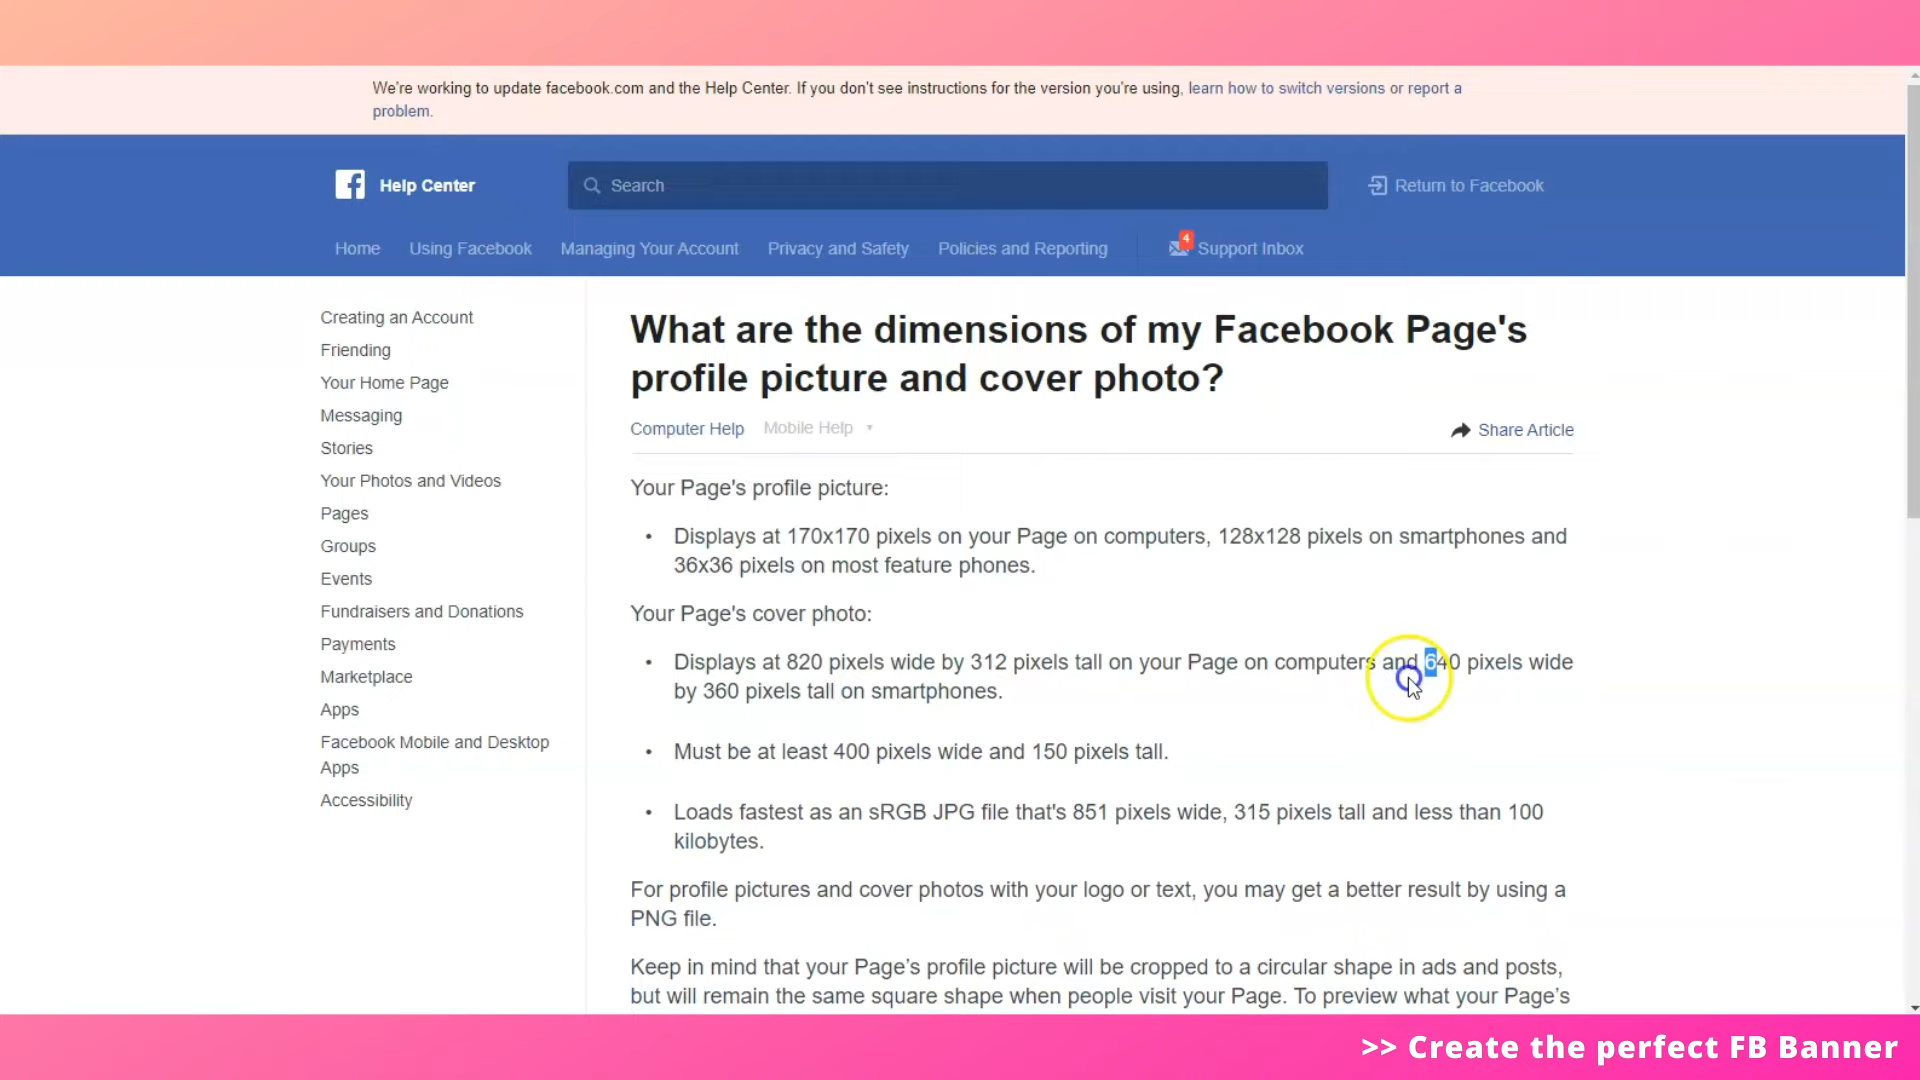 We're working to update facebook.com and the Help Center. If you don't see instructions for the version you're using, learn how to switch versions or report a
problem.
Help Center
Search
Return to Facebook
Home
Using Facebook
Managing Your Account
Privacy and Safety
Policies and Reporting
4
Support Inbox
Creating an Account
Friending
Your Home Page
Messaging
Stories
Your Photos and Videos
Pages
Groups
Events
Fundraisers and Donations
Payments
Marketplace
Apps
Facebook Mobile and Desktop
Apps
Accessibility
What are the dimensions of my Facebook Page's
profile picture and cover photo?
Computer Help
Mobile Help
Share Article
Your Page's profile picture:
• Displays at 170x170 pixels on your Page on computers, 128x128 pixels on smartphones and
36x36 pixels on most feature phones.
Your Page's cover photo:
• Displays at 820 pixels wide by 312 pixels tall on your Page on computers and 640 pixels wide
by 360 pixels tall on smartphones.
• Must be at least 400 pixels wide and 150 pixels tall.
• Loads fastest as an sRGB JPG file that's 851 pixels wide, 315 pixels tall and less than 100
kilobytes.
For profile pictures and cover photos with your logo or text, you may get a better result by using a
PNG file.
Keep in mind that your Page’s profile picture will be cropped to a circular shape in ads and posts,
but will remain the same square shape when people visit your Page. To preview what your Page’s
>> Create the perfect FB Banner